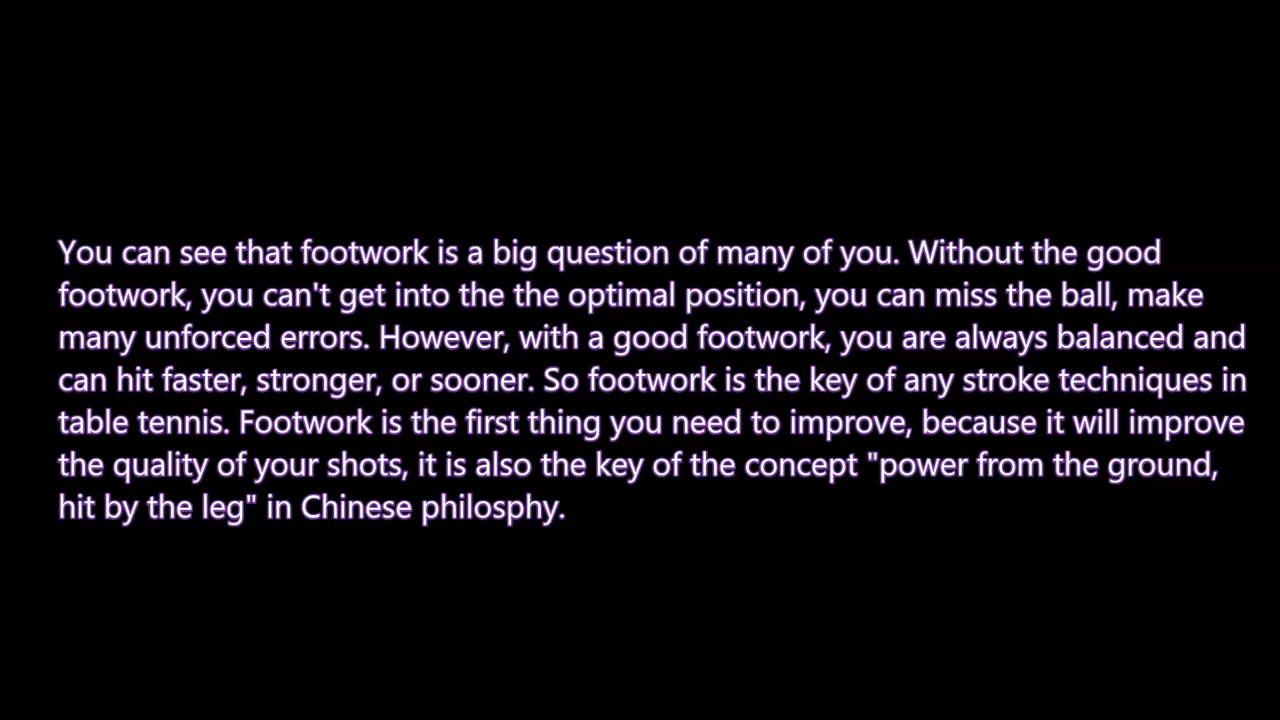 You can see that footwork is a big question of many of you. Without the good
footwork, you can't get into the the optimal position, you can miss the ball, make
many unforced errors. However, with a good footwork, you are always balanced and
can hit faster, stronger, or sooner. So footwork is the key of any stroke techniques in
table tennis. Footwork is the first thing you need to improve, because it will improve
the quality of your shots, it is also the key of the concept "power from the ground,
hit by the leg" in Chinese philosphy.